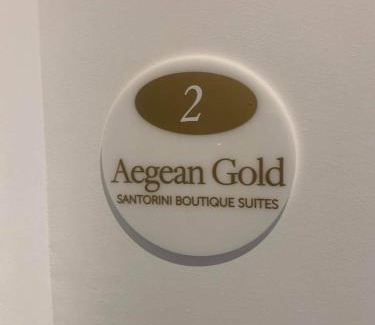 2
Aegean Gold
SANTORINI BOUTIQUE SUITES